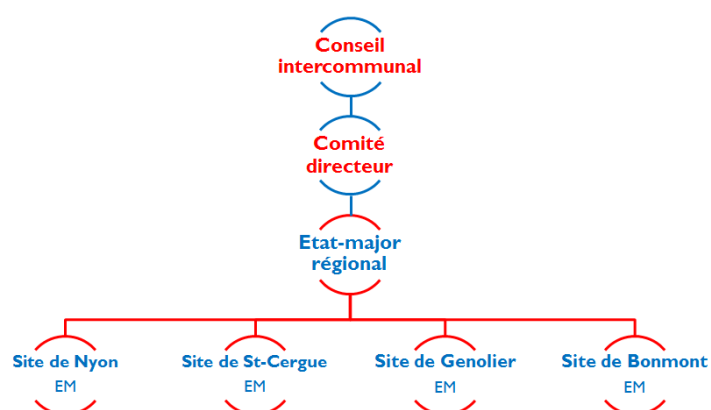 Conseil
intercommunal
Comité
directeur
Etat-major
régional
Site de Nyon
EM
Site de St-Cergue
EM
Site de Genolier
EM
Site de Bonmont
EM